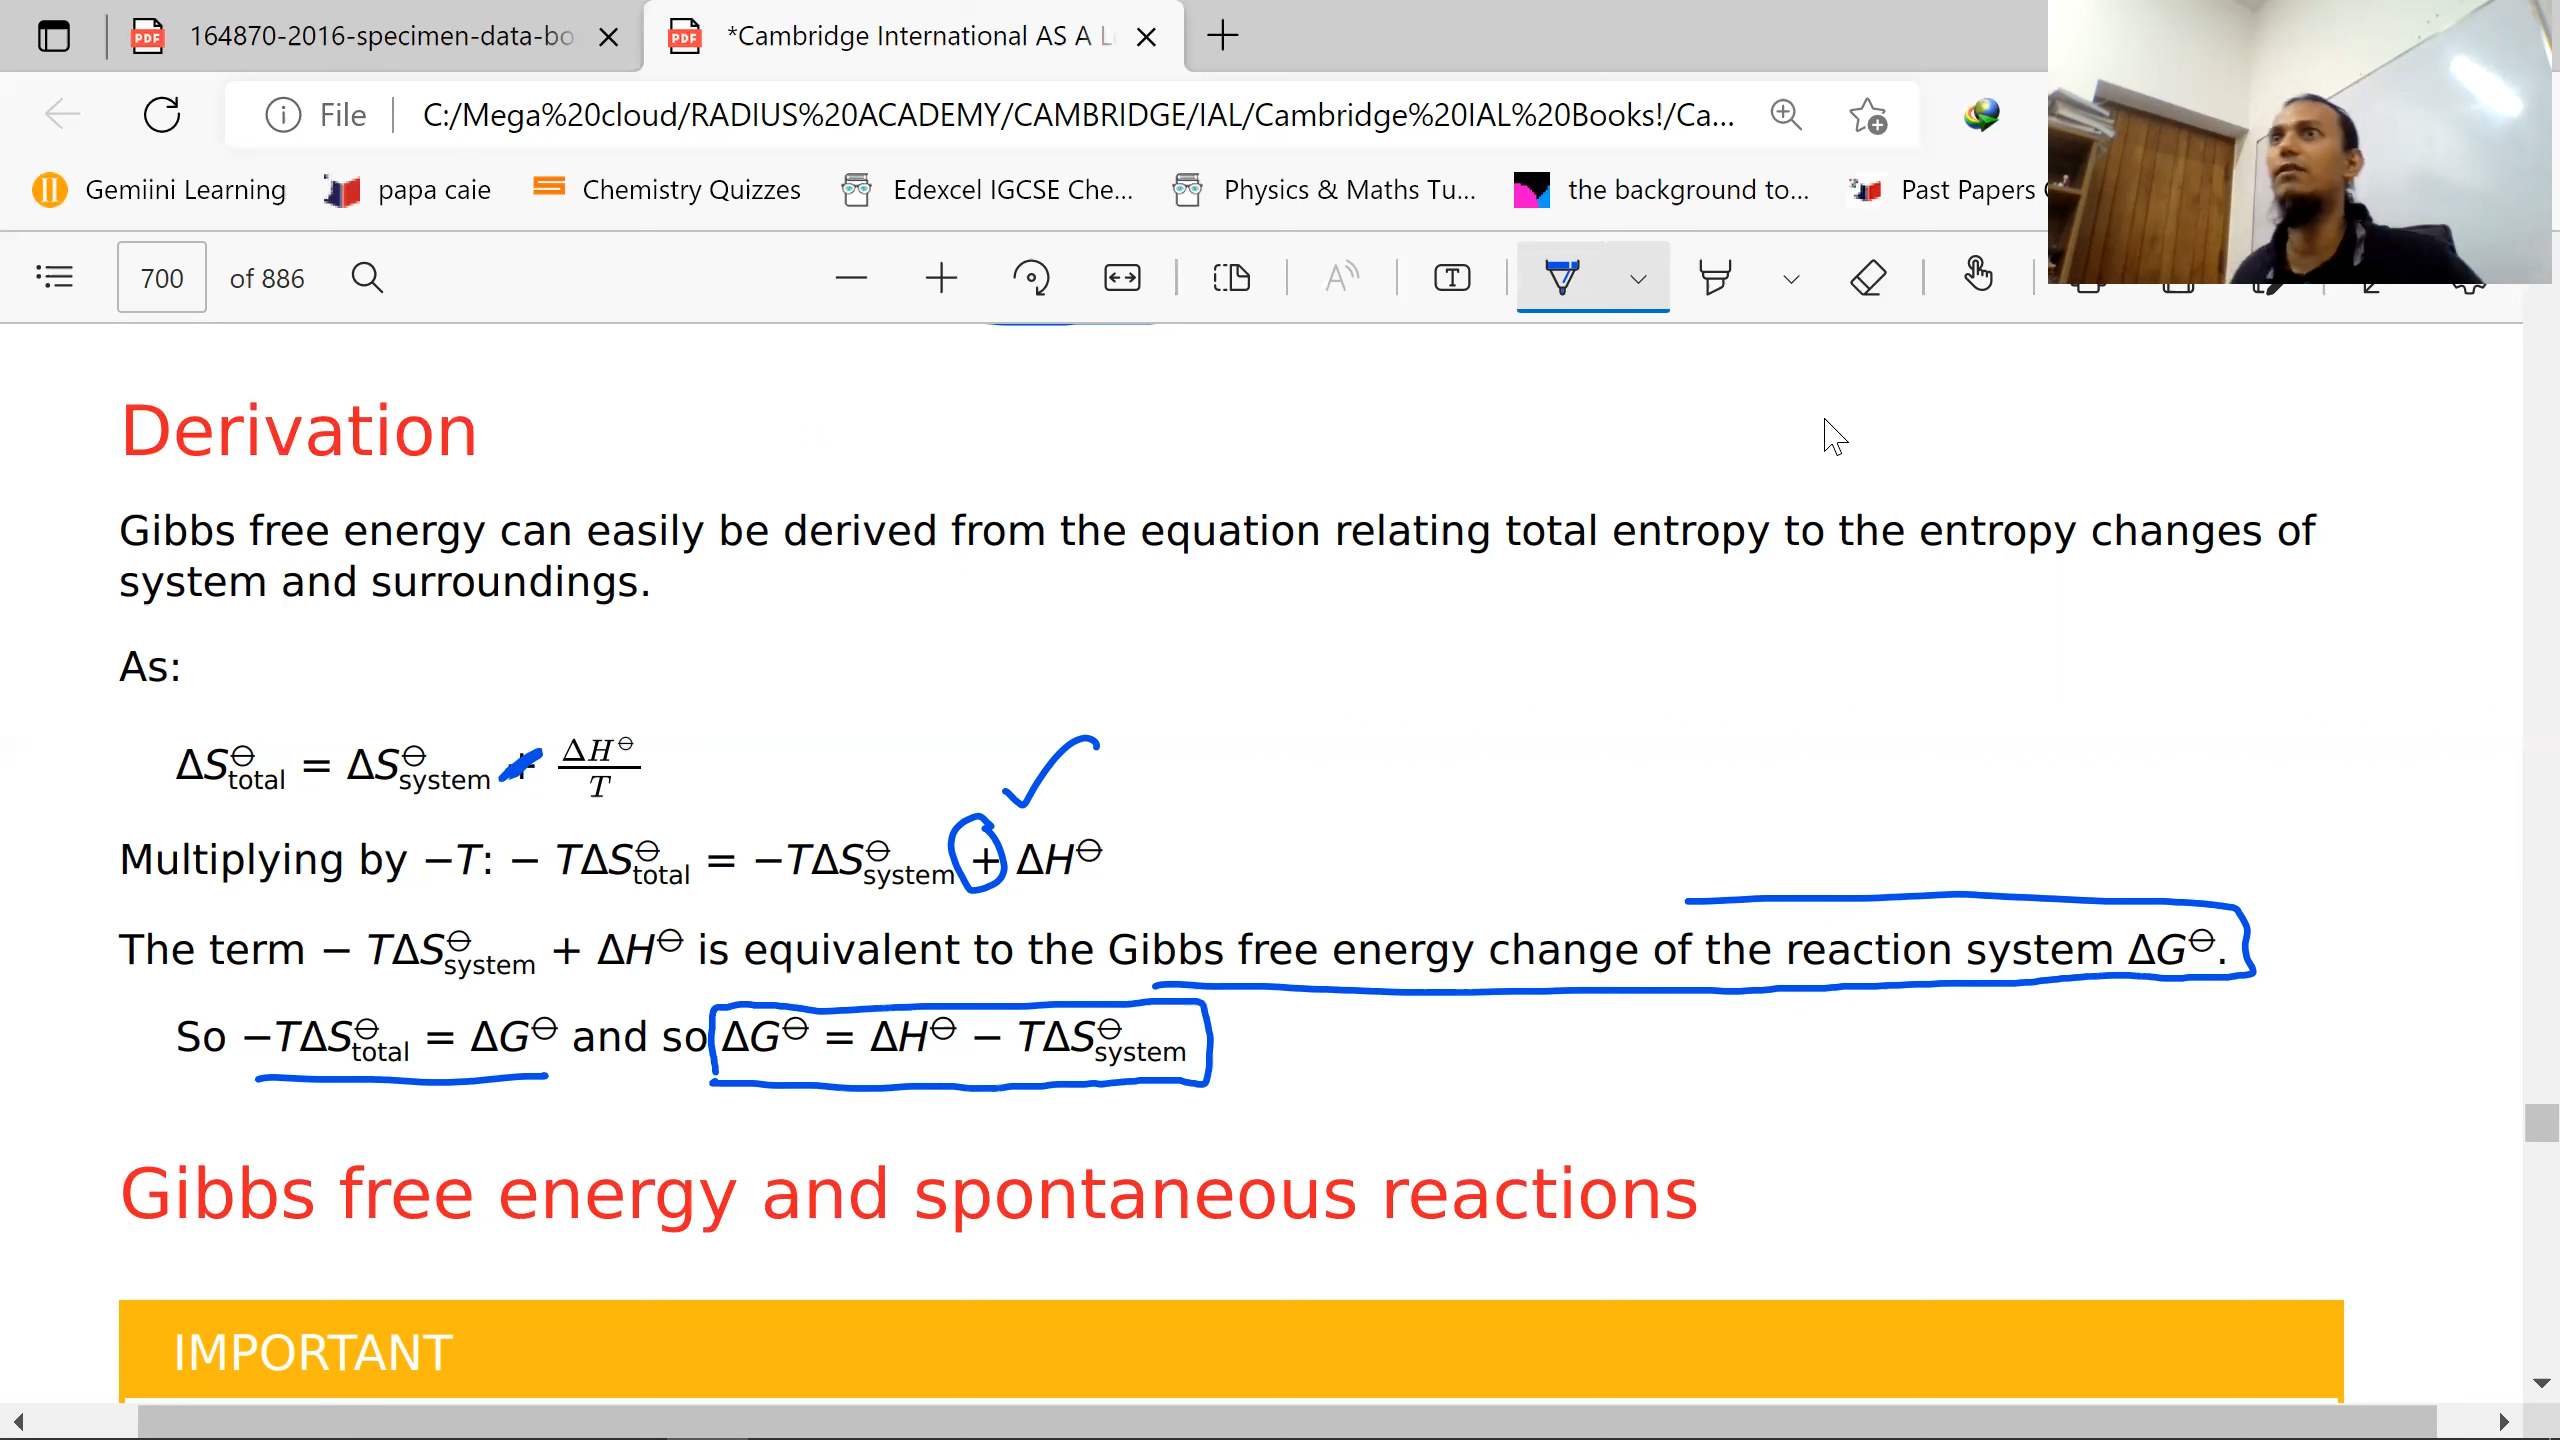 164870-2016-specimen-data-bo
*Cambridge International AS A L
File
C:/Mega%20cloud/RADIUS%20ACADEMY/CAMBRIDGE/IAL/Cambridge%20IAL%20Books!/Ca...
Gemiini Learning
papa caie
Chemistry Quizzes
Edexcel IGCSE Che...
Physics & Maths Tu...
the background to...
Past Papers
700 of 886
Derivation
Gibbs free energy can easily be derived from the equation relating total entropy to the entropy changes of
system and surroundings.
As:
ΔS⦵total = ΔS⦵system + ΔH⦵/T
Multiplying by −T: − TΔS⦵total = −TΔS⦵system + ΔH⦵
The term − TΔS⦵system + ΔH⦵ is equivalent to the Gibbs free energy change of the reaction system ΔG⦵.
So −TΔS⦵total = ΔG⦵ and so ΔG⦵ = ΔH⦵ − TΔS⦵system
Gibbs free energy and spontaneous reactions
IMPORTANT